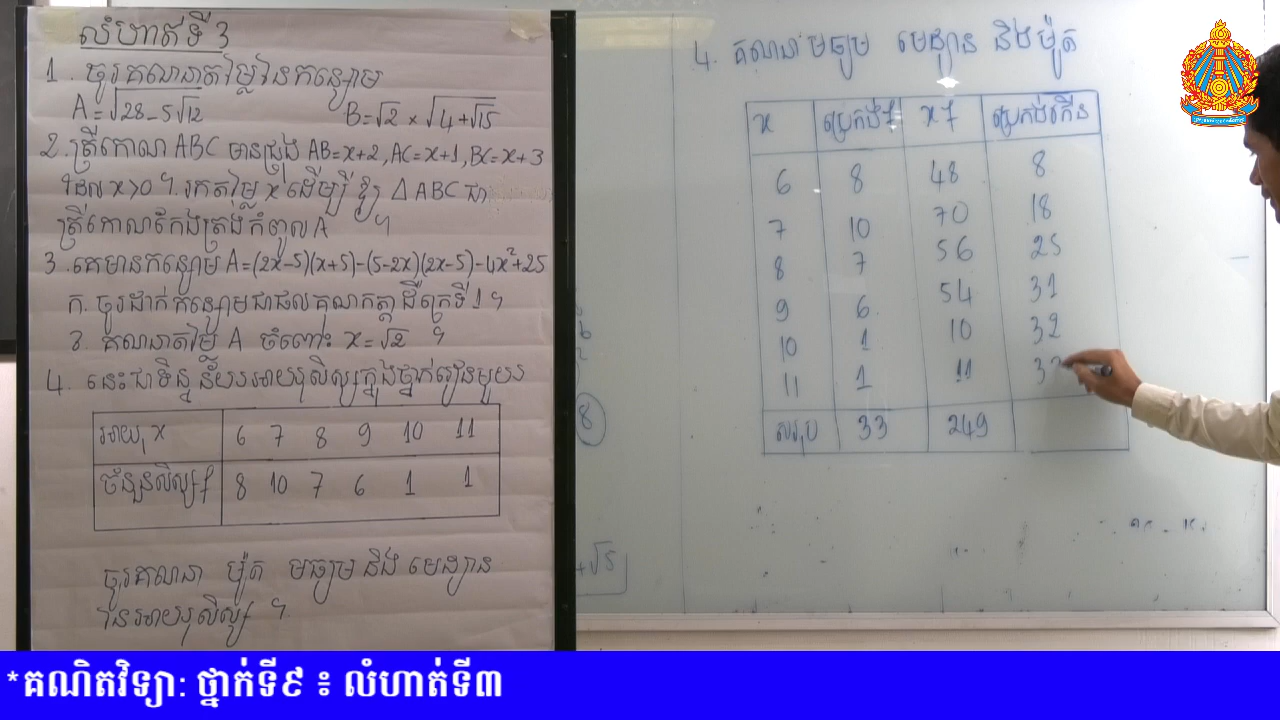 លំហាត់ទី 3
1. ចូរគណនាតម្លៃនៃកន្សោម
A = √28-5√12 B = √2 × √4+√15
2. ត្រីកោណ ABC មានជ្រុង AB=x+2, AC=x+1, BC=x+3
ដែល x>0 ។ រកតម្លៃ x ដើម្បីឱ្យ Δ ABC ជា
ត្រីកោណកែងត្រង់កំពូល A ។
3. គេមានកន្សោម A=(2x-5)(x+5)-(5-2x)(2x-5)-4x²+25
ក. ចូរដាក់កន្សោមជាផលគុណកត្តាដឺក្រេទី 1 ។
ខ. គណនាតម្លៃ A ចំពោះ x = √2 ។
4. នេះជាទិន្នន័យអាយុសិស្សក្នុងថ្នាក់រៀនមួយ
អាយុ x 6 7 8 9 10 11
ចំនួនសិស្ស f 8 10 7 6 1 1
ចូរគណនា ម៉ូត មធ្យម និង មេដ្យាន
នៃអាយុសិស្ស ។
4. គណនា មធ្យម មេដ្យាន និងម៉ូត
x ប្រេកង់ f xf ប្រេកង់កើន
6 8 48 8
7 10 70 18
8 7 56 25
9 6 54 31
10 1 10 32
11 1 11 33
សរុប 33 249
8
+√5
*គណិតវិទ្យា: ថ្នាក់ទី៩ ៖ លំហាត់ទី៣